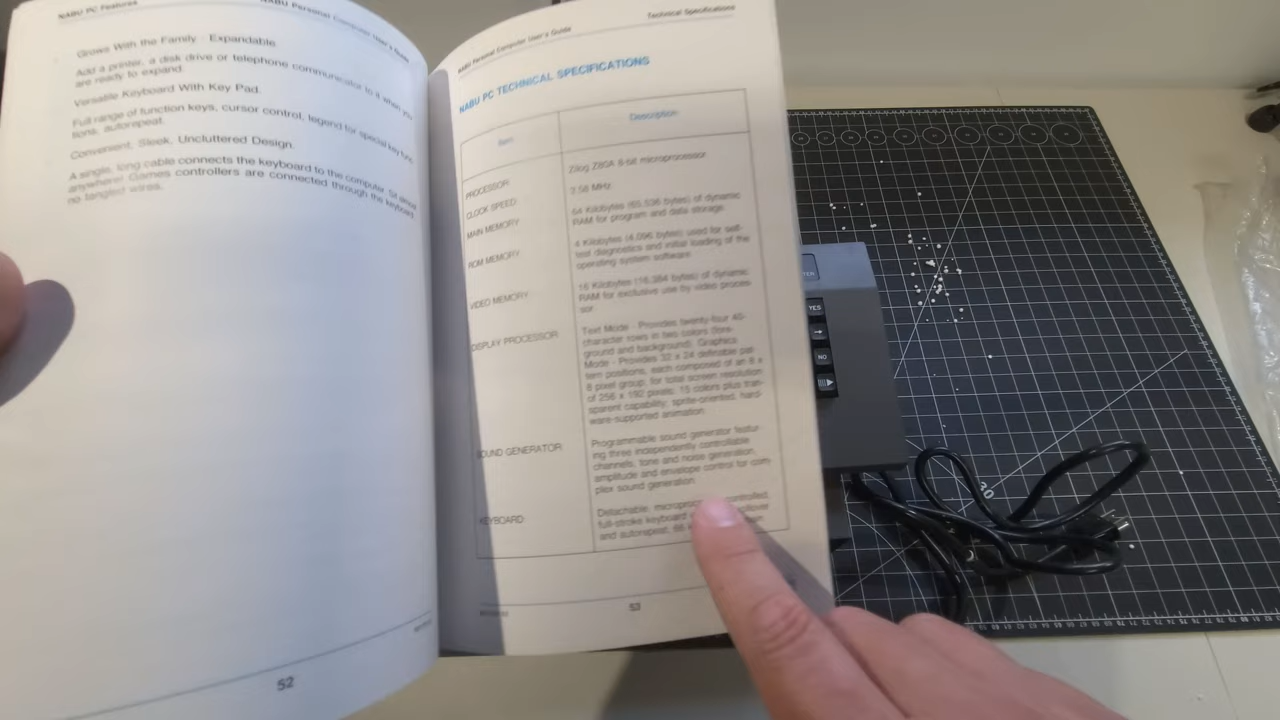 NABU PC Features
NABU Personal Computer User's Guide
Grows With the Family - Expandable
Add a printer, a disk drive or telephone communicator to it when you
are ready to expand.
Versatile Keyboard With Key Pad.
Full range of function keys, cursor control, legend for special key func-
tions, autorepeat.
Convenient, Sleek, Uncluttered Design.
A single, long cable connects the keyboard to the computer. Sit almost
anywhere! Games controllers are connected through the keyboard,
no tangled wires.
52
NABU Personal Computer User's Guide
Technical Specifications
NABU PC TECHNICAL SPECIFICATIONS
Item
Description
PROCESSOR
Zilog Z80A 8-bit microprocessor
CLOCK SPEED
3.58 MHz
MAIN MEMORY
64 Kilobytes (65,536 bytes) of dynamic
RAM for program and data storage
ROM MEMORY
4 Kilobytes (4,096 bytes) used for self-
test diagnostics and initial loading of the
operating system software
VIDEO MEMORY
16 Kilobytes (16,384 bytes) of dynamic
RAM for exclusive use by video proces-
sor
DISPLAY PROCESSOR
Text Mode - Provides twenty-four 40-
character rows in two colors (fore-
ground and background). Graphics
Mode - Provides 32 x 24 definable pat-
tern positions, each composed of an 8 x
8 pixel group, for total screen resolution
of 256 x 192 pixels; 15 colors plus tran-
sparent capability; sprite-oriented, hard-
ware-supported animation
SOUND GENERATOR
Programmable sound generator featur-
ing three independently controllable
channels, tone and noise generation,
amplitude and envelope control for com-
plex sound generation
KEYBOARD
Detachable, controlled,
full-stroke keyboard
and autorepeat,
53
YES
NO
30